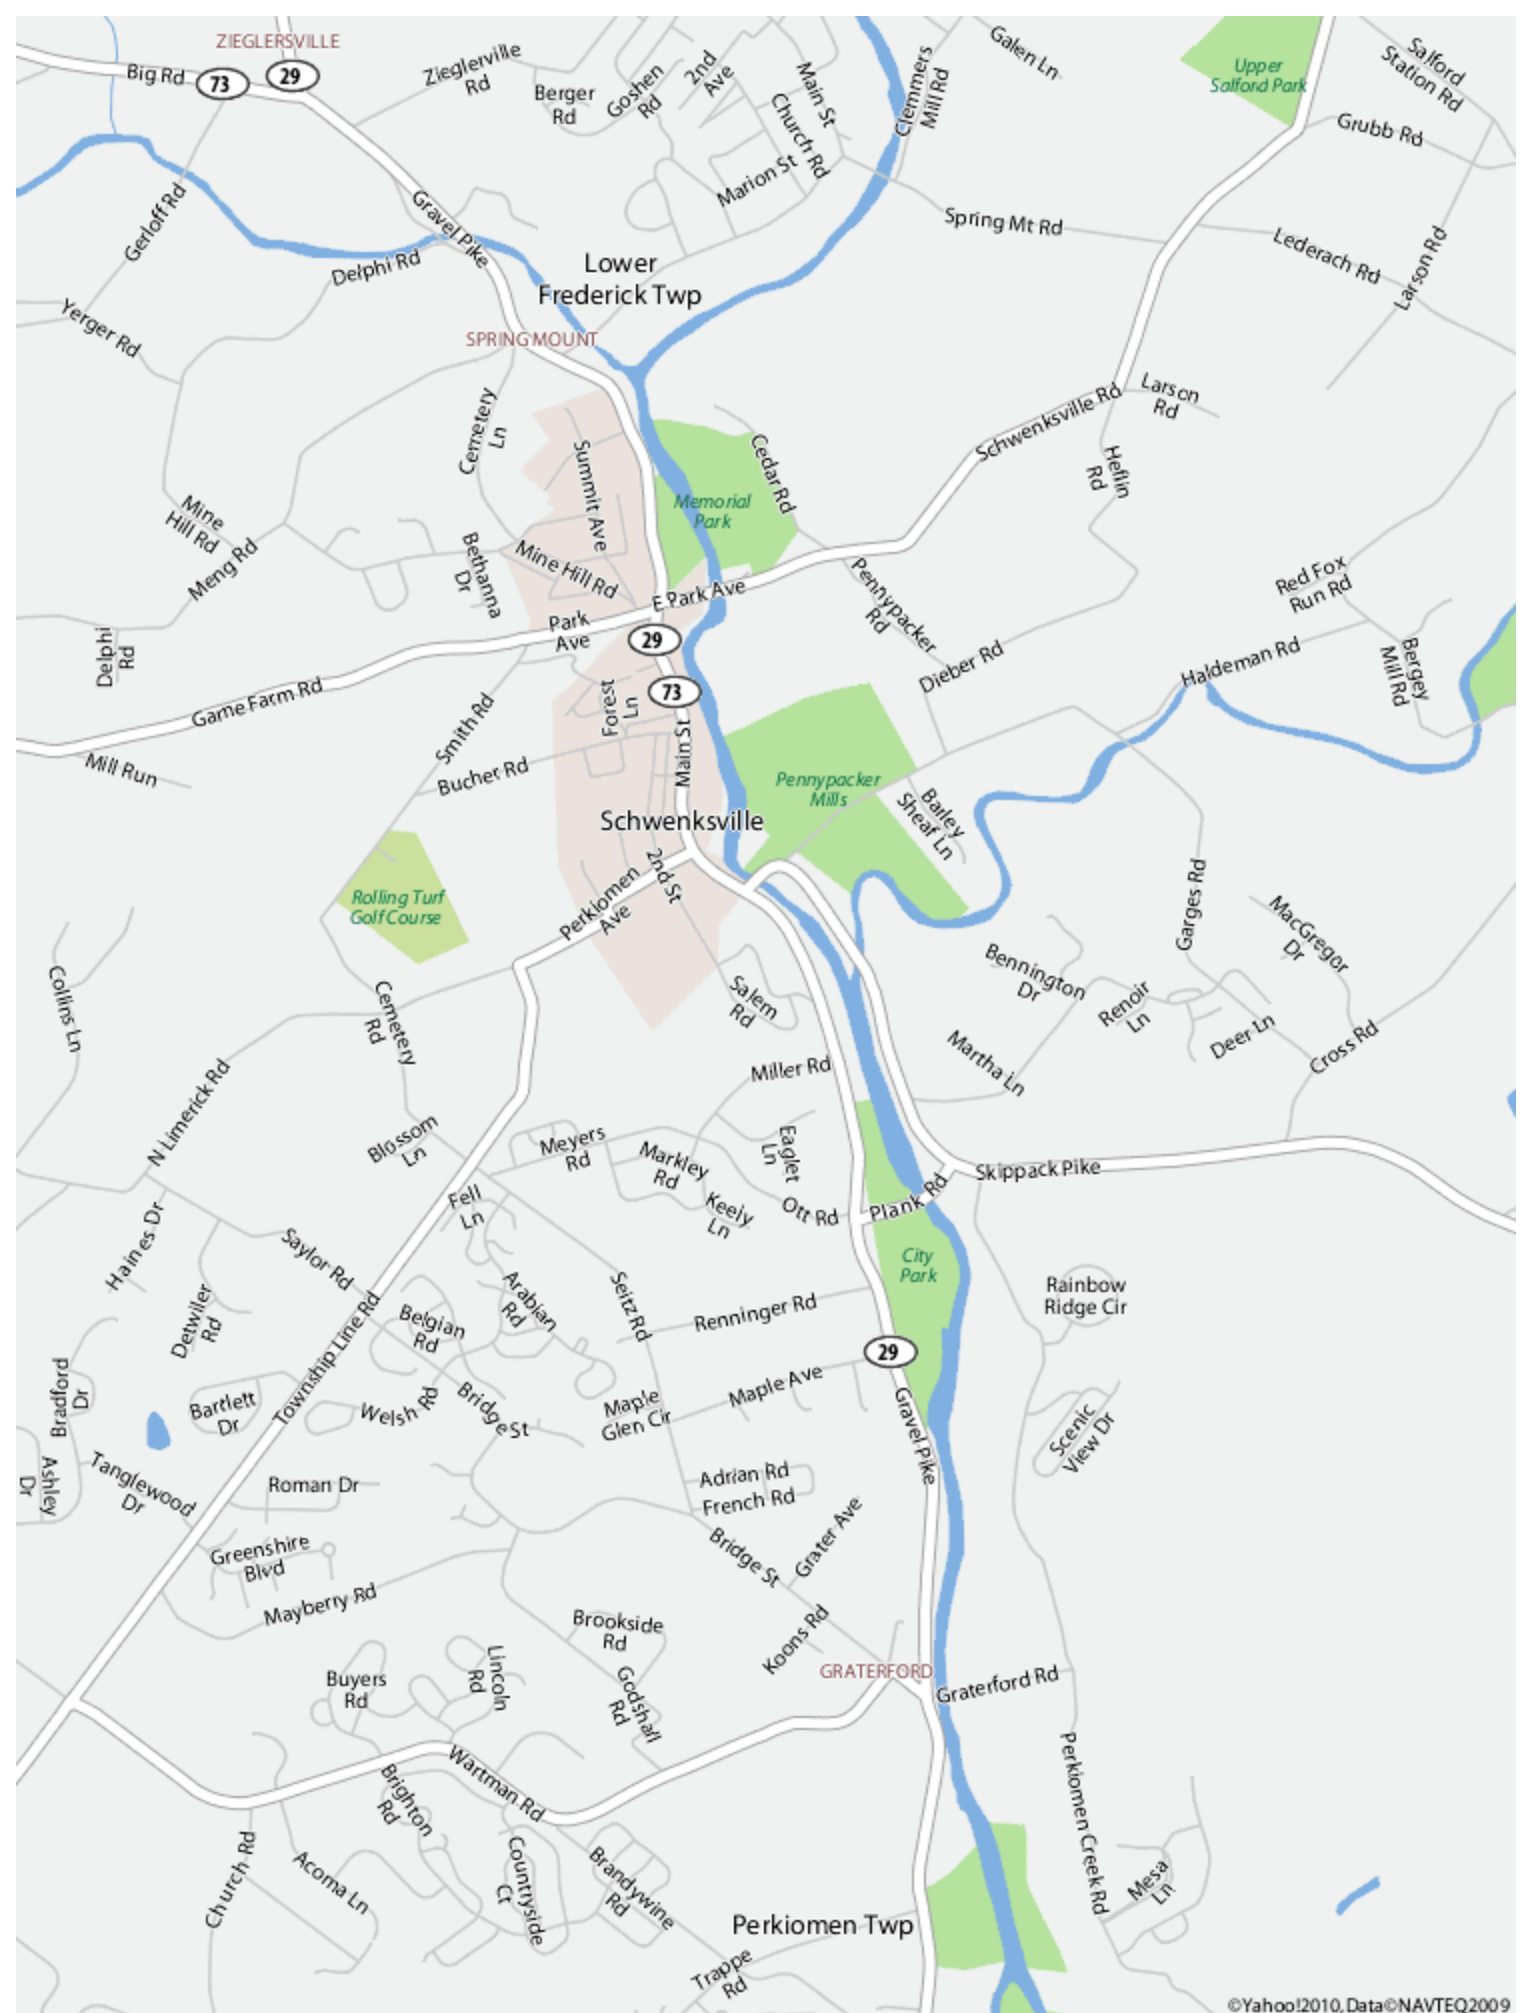 ZIEGLERSVILLE
Big Rd
73
29
Zieglerville
Rd
Berger
Rd
Goshen
Rd
2nd
Ave
Main St
Church Rd
Marion St
Clemmers
Mill Rd
Galen Ln
Upper
Salford Park
Salford
Station Rd
Grubb Rd
Gerloff Rd
Gravel Pike
Delphi Rd
Lower
Frederick Twp
Spring Mt Rd
Lederach Rd
Larson Rd
Yerger Rd
SPRING MOUNT
Cemetery
Ln
Summit Ave
Memorial
Park
Cedar Rd
Schwenksville Rd
Larson
Rd
Heflin
Rd
Mine
Hill Rd
Meng Rd
Bethanna
Dr
Mine Hill Rd
E Park Ave
Park
Ave
29
Pennypacker
Rd
Dieber Rd
Red Fox
Run Rd
Haldeman Rd
Bergey
Mill Rd
Delphi
Rd
Game Farm Rd
Forest
Ln
73
Mill Run
Smith Rd
Bucher Rd
Main St
Pennypacker
Mills
Barley
Sheaf Ln
Schwenksville
2nd St
Perkiomen
Ave
Rolling Turf
Golf Course
Garges Rd
MacGregor
Dr
Collins Ln
Cemetery
Rd
Salem
Rd
Bennington
Dr
Renoir
Ln
Deer Ln
Cross Rd
Martha Ln
Miller Rd
N Limerick Rd
Blossom
Ln
Meyers
Rd
Markley
Rd
Eaglet
Ln
Keely
Ln
Ott Rd
Plank Rd
Skippack Pike
Fell
Ln
Haines Dr
Saylor Rd
City
Park
Rainbow
Ridge Cir
Detwiler
Rd
Township Line Rd
Belgian
Rd
Arabian
Rd
Seitz Rd
Renninger Rd
29
Bradford
Dr
Bartlett
Dr
Welsh Rd
Bridge St
Maple
Glen Cir
Maple Ave
Gravel Pike
Scenic
View Dr
Ashley
Dr
Tanglewood
Dr
Roman Dr
Adrian Rd
French Rd
Greenshire
Blvd
Bridge St
Grater Ave
Mayberry Rd
Brookside
Rd
Koons Rd
GRATERFORD
Graterford Rd
Buyers
Rd
Lincoln
Rd
Godshall
Rd
Wartman Rd
Brighton
Rd
Perkiomen Creek Rd
Church Rd
Acoma Ln
Countryside
Ct
Brandywine
Rd
Mesa
Ln
Perkiomen Twp
Trappe
Rd
©Yahoo!2010, Data©NAVTEQ2009